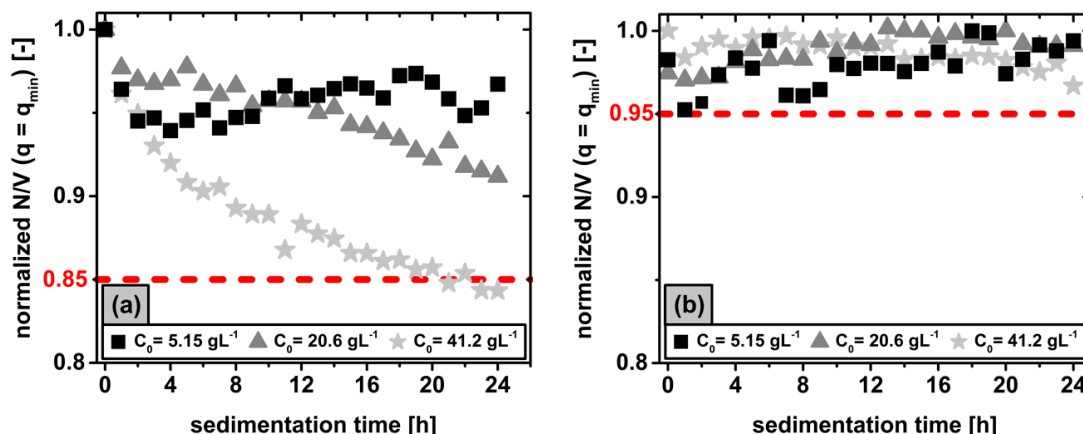 normalized N/V (q = q_min) [-]
1.0
0.9
0.85
0.8
(a)
C₀= 5.15 gL⁻¹ C₀= 20.6 gL⁻¹ C₀= 41.2 gL⁻¹
0 4 8 12 16 20 24
sedimentation time [h]
normalized N/V (q = q_min) [-]
1.0
0.95
0.9
0.8
(b)
C₀= 5.15 gL⁻¹ C₀= 20.6 gL⁻¹ C₀= 41.2 gL⁻¹
0 4 8 12 16 20 24
sedimentation time [h]